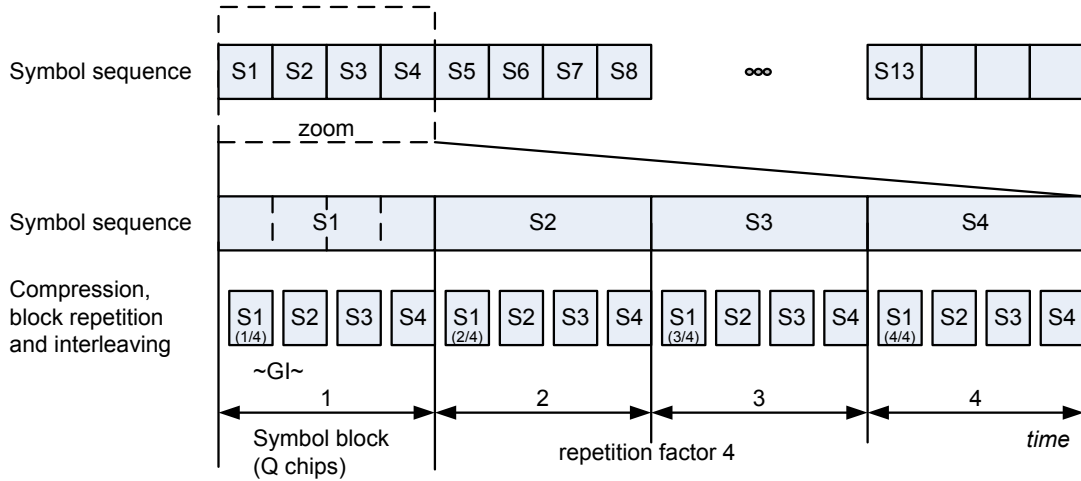 Symbol sequence S1 S2 S3 S4 S5 S6 S7 S8 ∞∞ S13
zoom
Symbol sequence S1 S2 S3 S4
Compression,
block repetition
and interleaving
S1 S2 S3 S4 S1 S2 S3 S4 S1 S2 S3 S4 S1 S2 S3 S4
(1/4) (2/4) (3/4) (4/4)
~GI~
1 2 3 4
Symbol block
(Q chips)
repetition factor 4
time